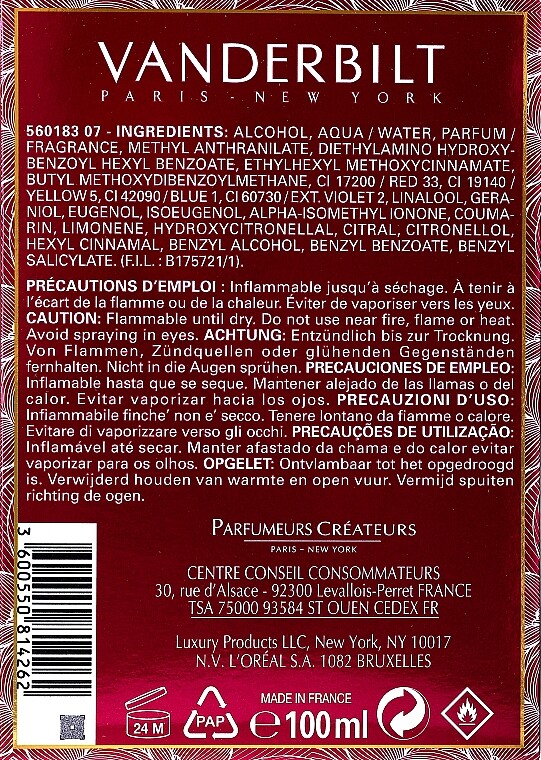 VANDERBILT
PARIS - NEW YORK
560183 07 - INGREDIENTS: ALCOHOL, AQUA / WATER, PARFUM /
FRAGRANCE, METHYL ANTHRANILATE, DIETHYLAMINO HYDROXY-
BENZOYL HEXYL BENZOATE, ETHYLHEXYL METHOXYCINNAMATE,
BUTYL METHOXYDIBENZOYLMETHANE, CI 17200 / RED 33, CI 19140 /
YELLOW 5, CI 42090 / BLUE 1, CI 60730 / EXT. VIOLET 2, LINALOOL, GERA-
NIOL, EUGENOL, ISOEUGENOL, ALPHA-ISOMETHYL IONONE, COUMA-
RIN, LIMONENE, HYDROXYCITRONELLAL, CITRAL, CITRONELLOL,
HEXYL CINNAMAL, BENZYL ALCOHOL, BENZYL BENZOATE, BENZYL
SALICYLATE. (F.I.L. : B175721/1).
PRÉCAUTIONS D'EMPLOI : Inflammable jusqu'à séchage. À tenir à
l'écart de la flamme ou de la chaleur. Éviter de vaporiser vers les yeux.
CAUTION: Flammable until dry. Do not use near fire, flame or heat.
Avoid spraying in eyes. ACHTUNG: Entzündlich bis zur Trocknung.
Von Flammen, Zündquellen oder glühenden Gegenständen
fernhalten. Nicht in die Augen sprühen. PRECAUCIONES DE EMPLEO:
Inflamable hasta que se seque. Mantener alejado de las llamas o del
calor. Evitar vaporizar hacia los ojos. PRECAUZIONI D'USO:
Infiammabile finche' non e' secco. Tenere lontano da fiamme o calore.
Evitare di vaporizzare verso gli occhi. PRECAUÇÕES DE UTILIZAÇÃO:
Inflamável até secar. Manter afastado da chama e do calor evitar
vaporizar para os olhos. OPGELET: Ontvlambaar tot het opgedroogd
is. Verwijderd houden van warmte en open vuur. Vermijd spuiten
richting de ogen.
PARFUMEURS CRÉATEURS
PARIS – NEW YORK
CENTRE CONSEIL CONSOMMATEURS
30, rue d'Alsace - 92300 Levallois-Perret FRANCE
TSA 75000 93584 ST OUEN CEDEX FR
Luxury Products LLC, New York, NY 10017
N.V. L'ORÉAL S.A. 1082 BRUXELLES
3 600550 814262
24 M
PAP
MADE IN FRANCE
℮ 100 ml